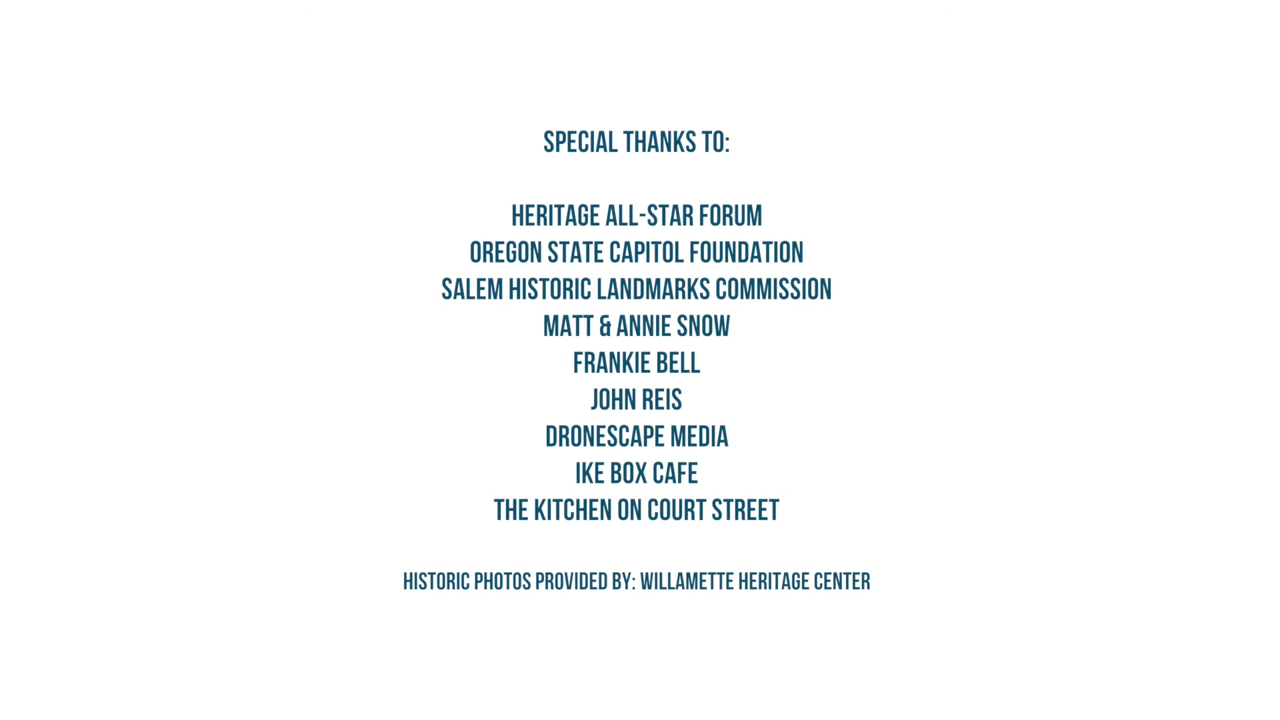 SPECIAL THANKS TO:
HERITAGE ALL-STAR FORUM
OREGON STATE CAPITOL FOUNDATION
SALEM HISTORIC LANDMARKS COMMISSION
MATT & ANNIE SNOW
FRANKIE BELL
JOHN REIS
DRONESCAPE MEDIA
IKE BOX CAFE
THE KITCHEN ON COURT STREET
HISTORIC PHOTOS PROVIDED BY: WILLAMETTE HERITAGE CENTER